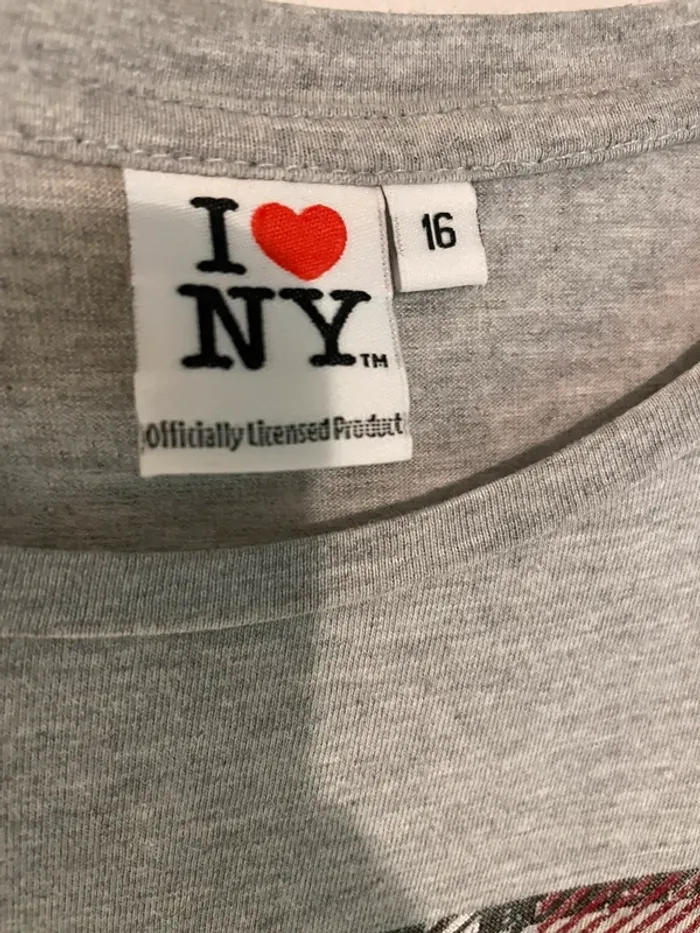 I ❤ NY™
16
Officially Licensed Product